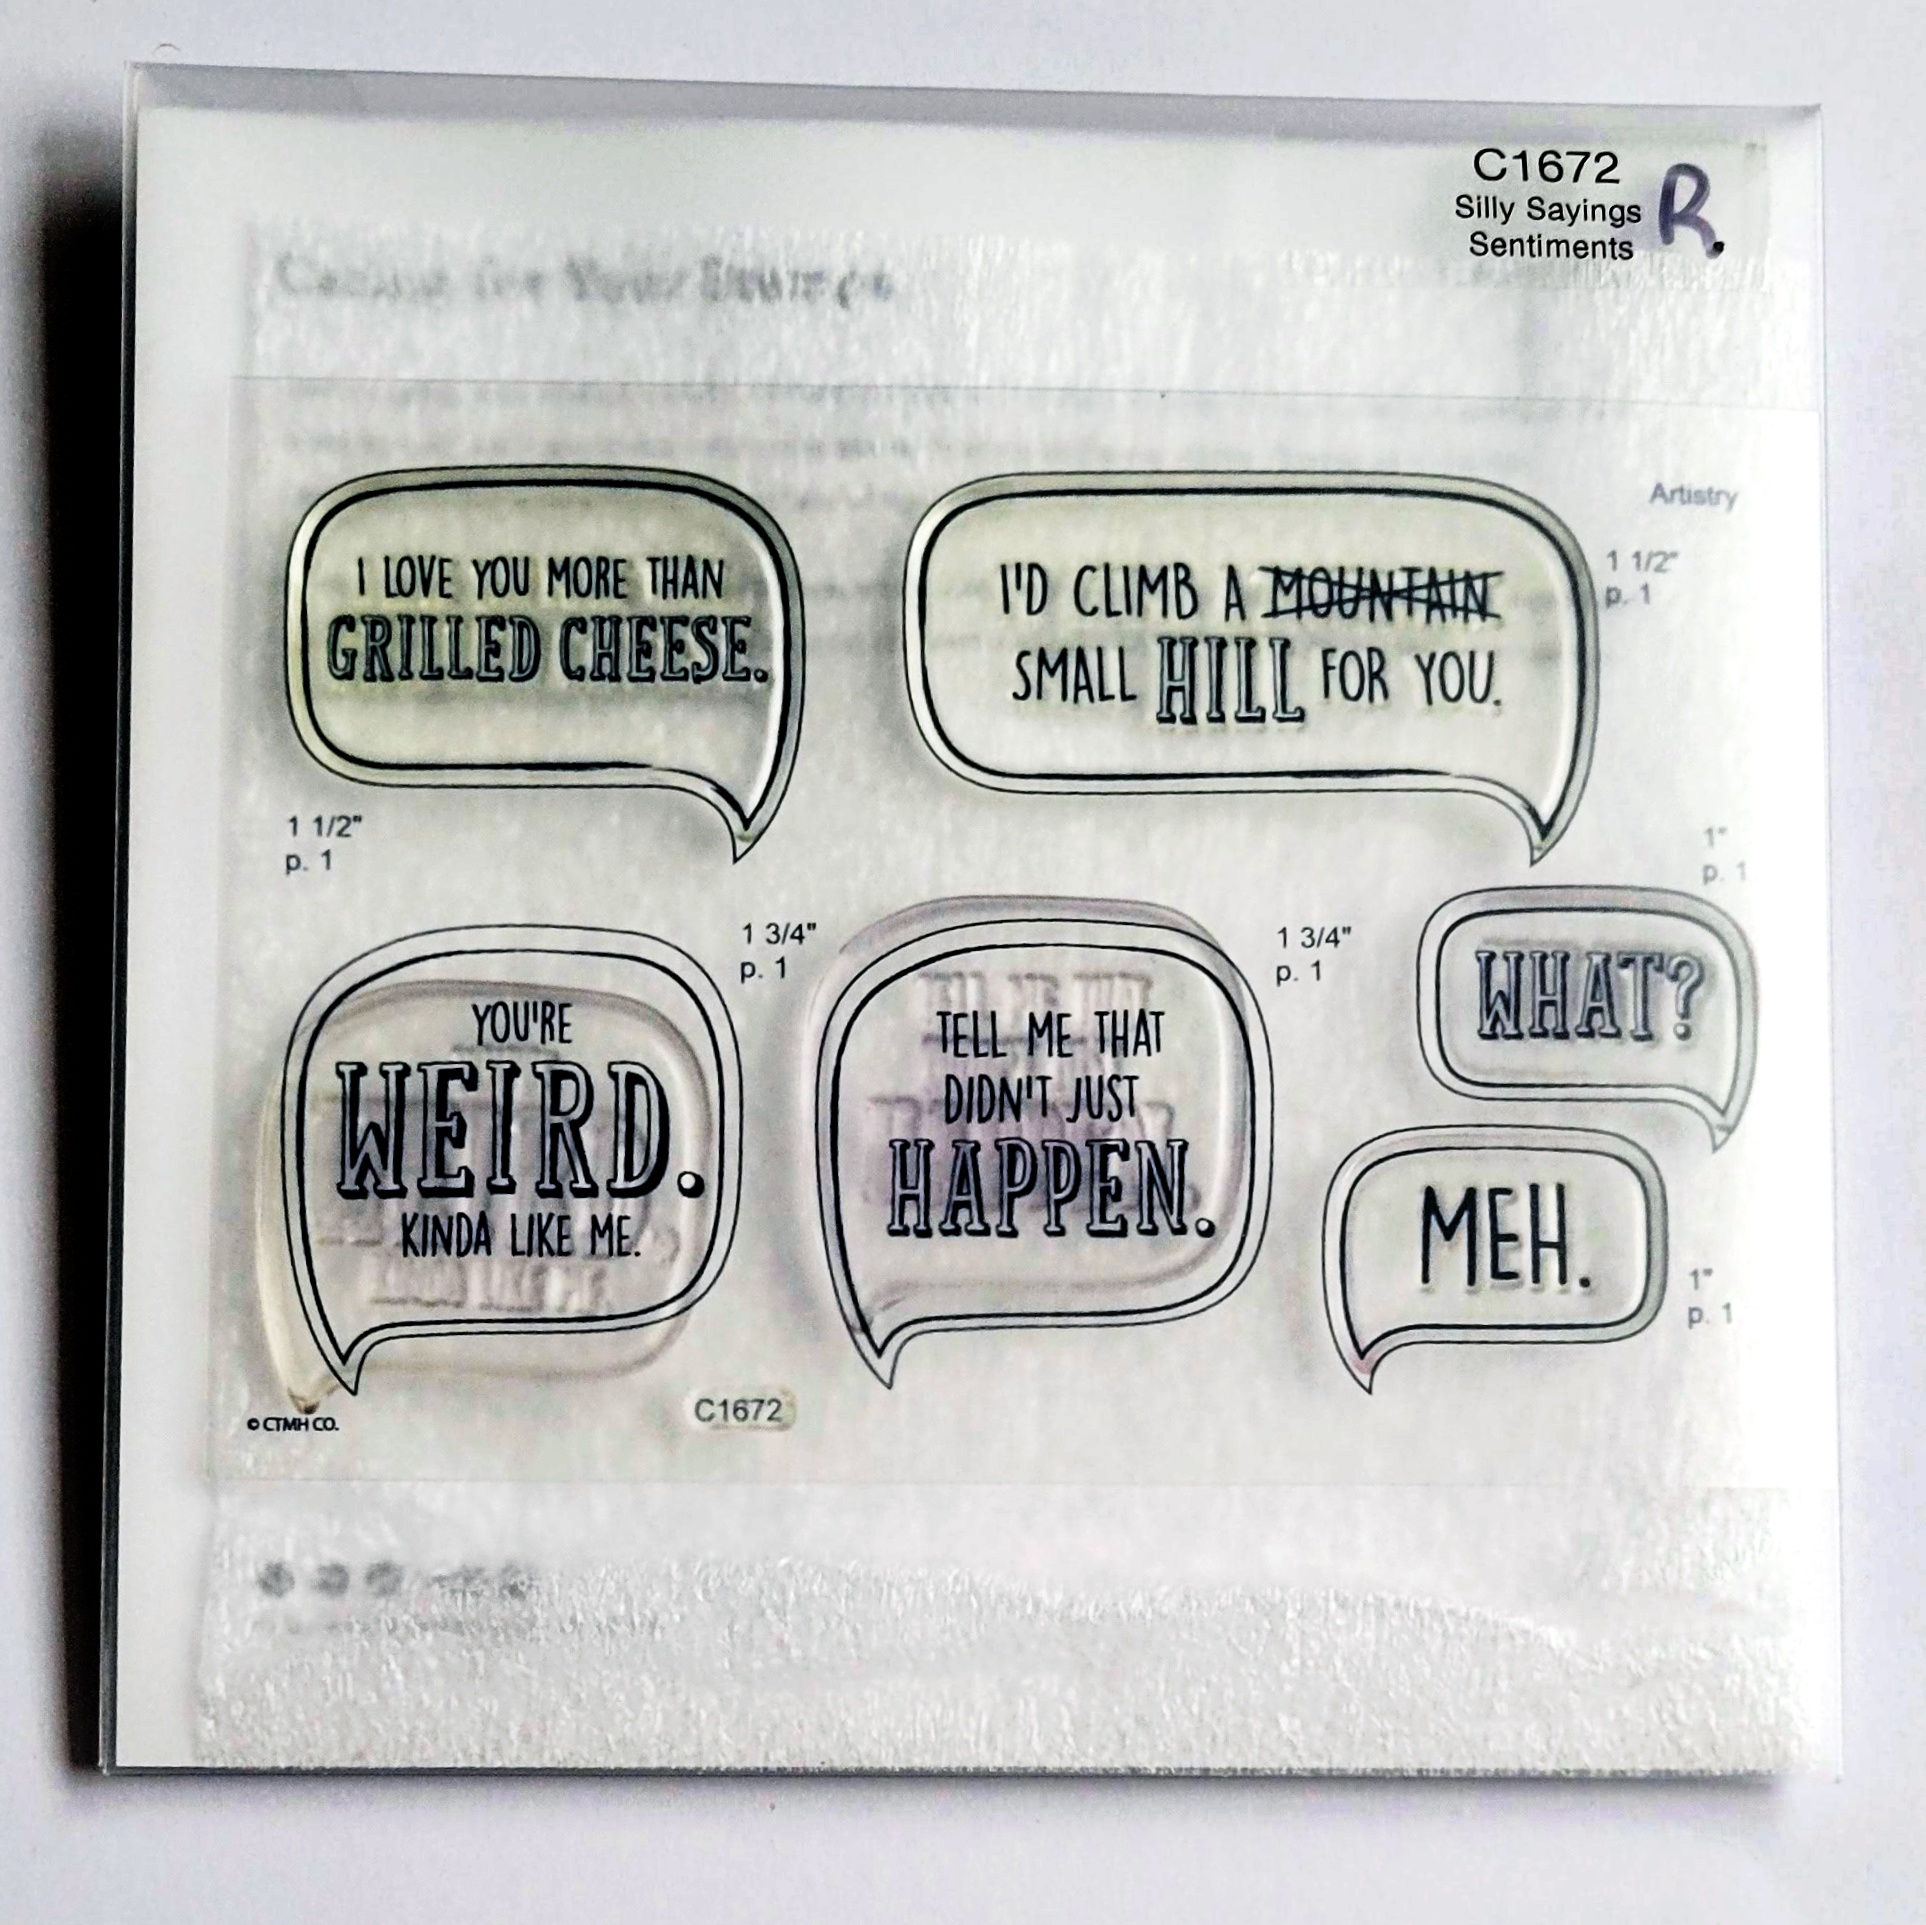 C1672
Silly Sayings
Sentiments
R.
Your
Artistry
I LOVE YOU MORE THAN
GRILLED CHEESE.
I'D CLIMB A MOUNTAIN
SMALL HILL FOR YOU.
1 1/2"
p. 1
1 1/2"
p. 1
YOU'RE
WEIRD.
KINDA LIKE ME.
1 3/4"
p. 1
TELL ME THAT
DIDN'T JUST
HAPPEN.
1 3/4"
p. 1
1"
p. 1
WHAT?
MEH.
1"
p. 1
C1672
© CTMH CO.